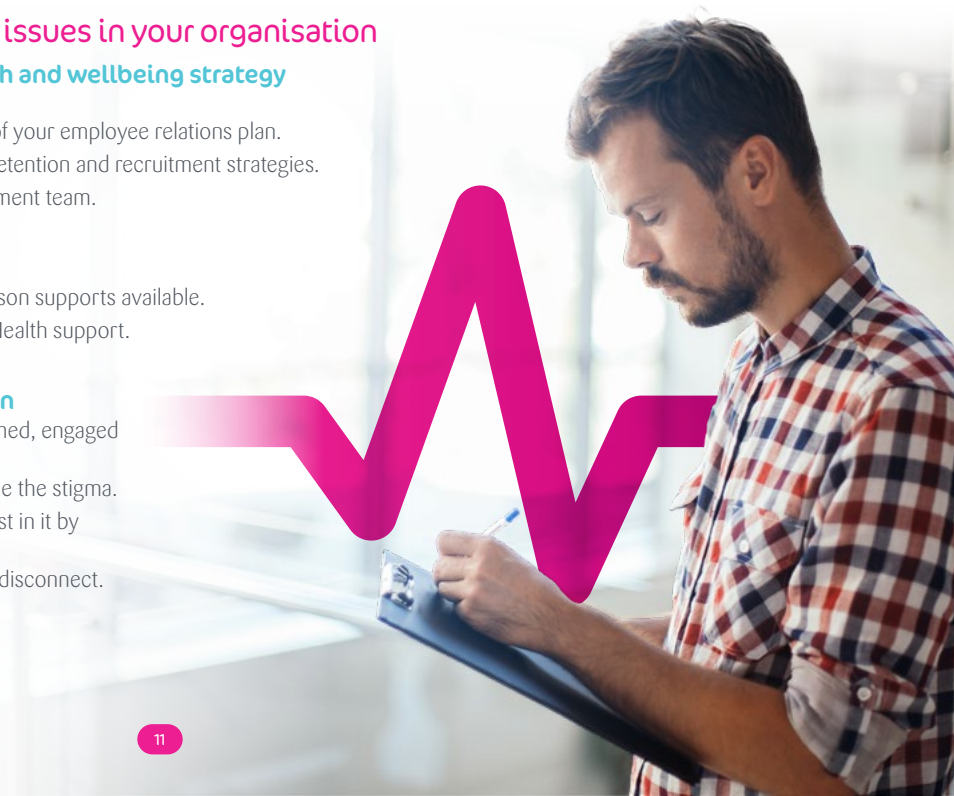 issues in your organisation
h and wellbeing strategy
of your employee relations plan.
etention and recruitment strategies.
ment team.
son supports available.
Health support.
n
ned, engaged
e the stigma.
st in it by
disconnect.
11